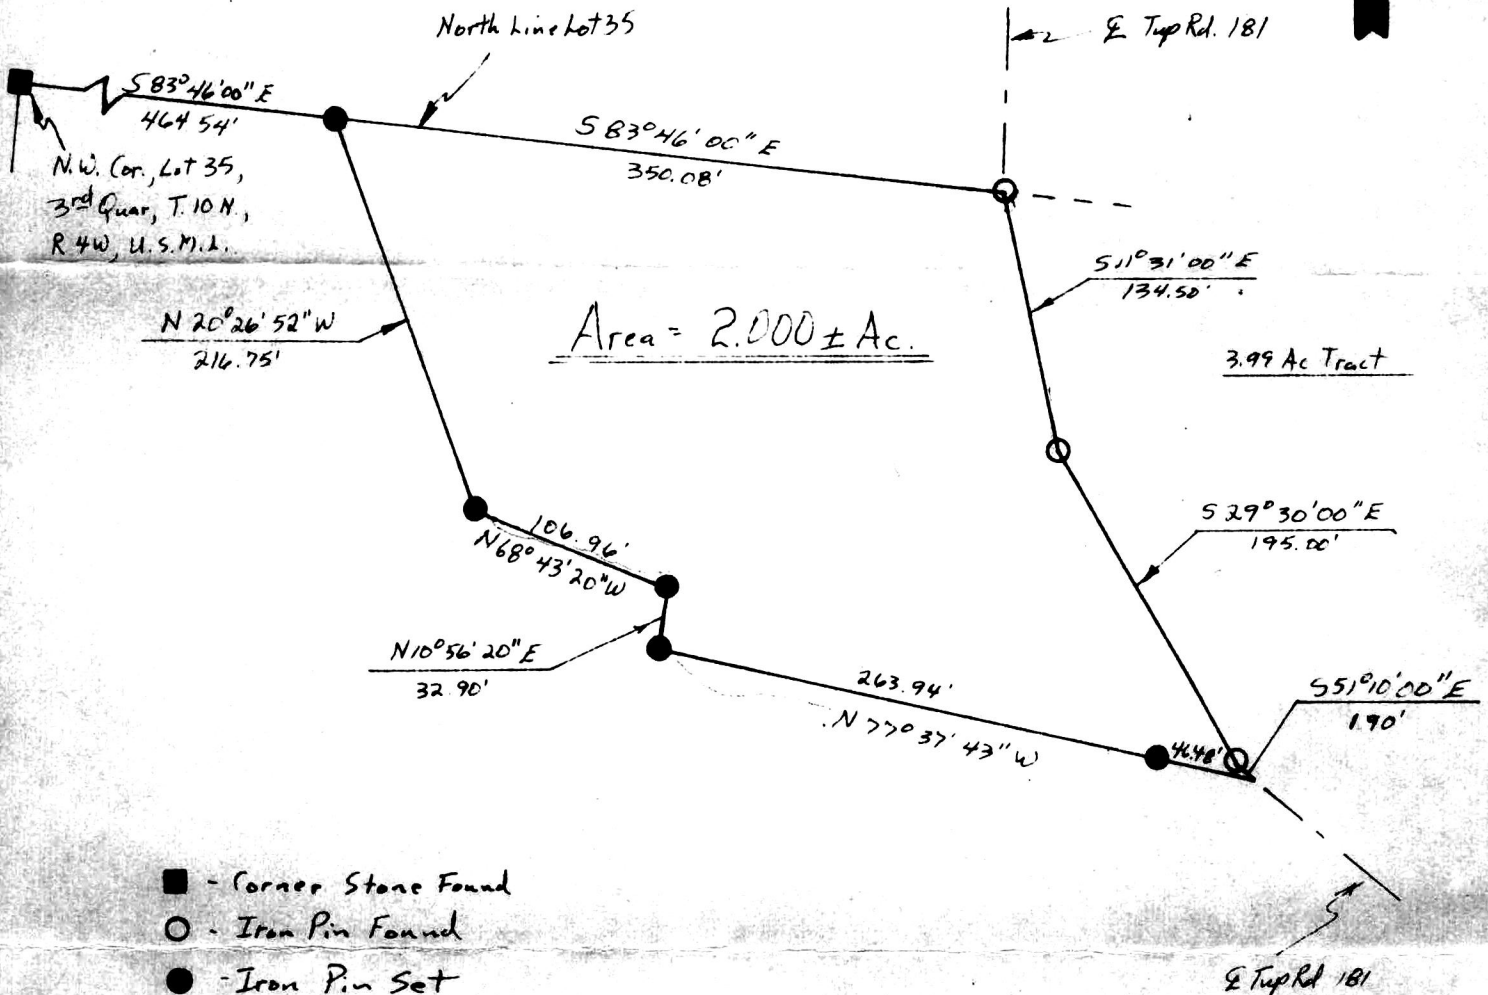 North Line Lot 35
℄ Twp Rd. 181
S 83° 46' 00" E
464.54'
N.W. Cor., Lot 35,
3rd Quar, T. 10 N.,
R 4W, U.S.M.L.
S 83° 46' 00" E
350.08'
S 11° 31' 00" E
134.50'
N 20° 26' 52" W
216.75'
Area = 2.000 ± Ac.
3.99 Ac Tract
106.96'
N 68° 43' 20" W
S 29° 30' 00" E
195.00'
N 10° 56' 20" E
32.90'
263.94'
N 77° 37' 43" W
46.48'
S 51° 10' 00" E
1.90'
- Corner Stone Found
- Iron Pin Found
- Iron Pin Set
℄ Twp Rd 181